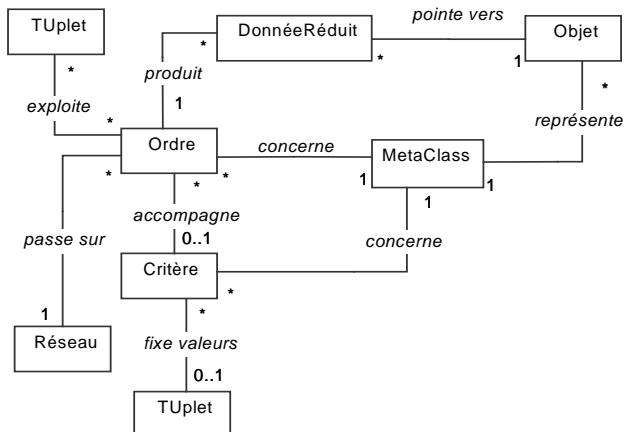 TUplet
DonnéeRéduit
pointe vers
Objet
*
*
*
1
*
produit
exploite
1
*
représente
Ordre
concerne
MetaClass
*
*
*
1
1
1
accompagne
passe sur
0..1
concerne
Critère
*
*
1
Réseau
fixe valeurs
0..1
TUplet